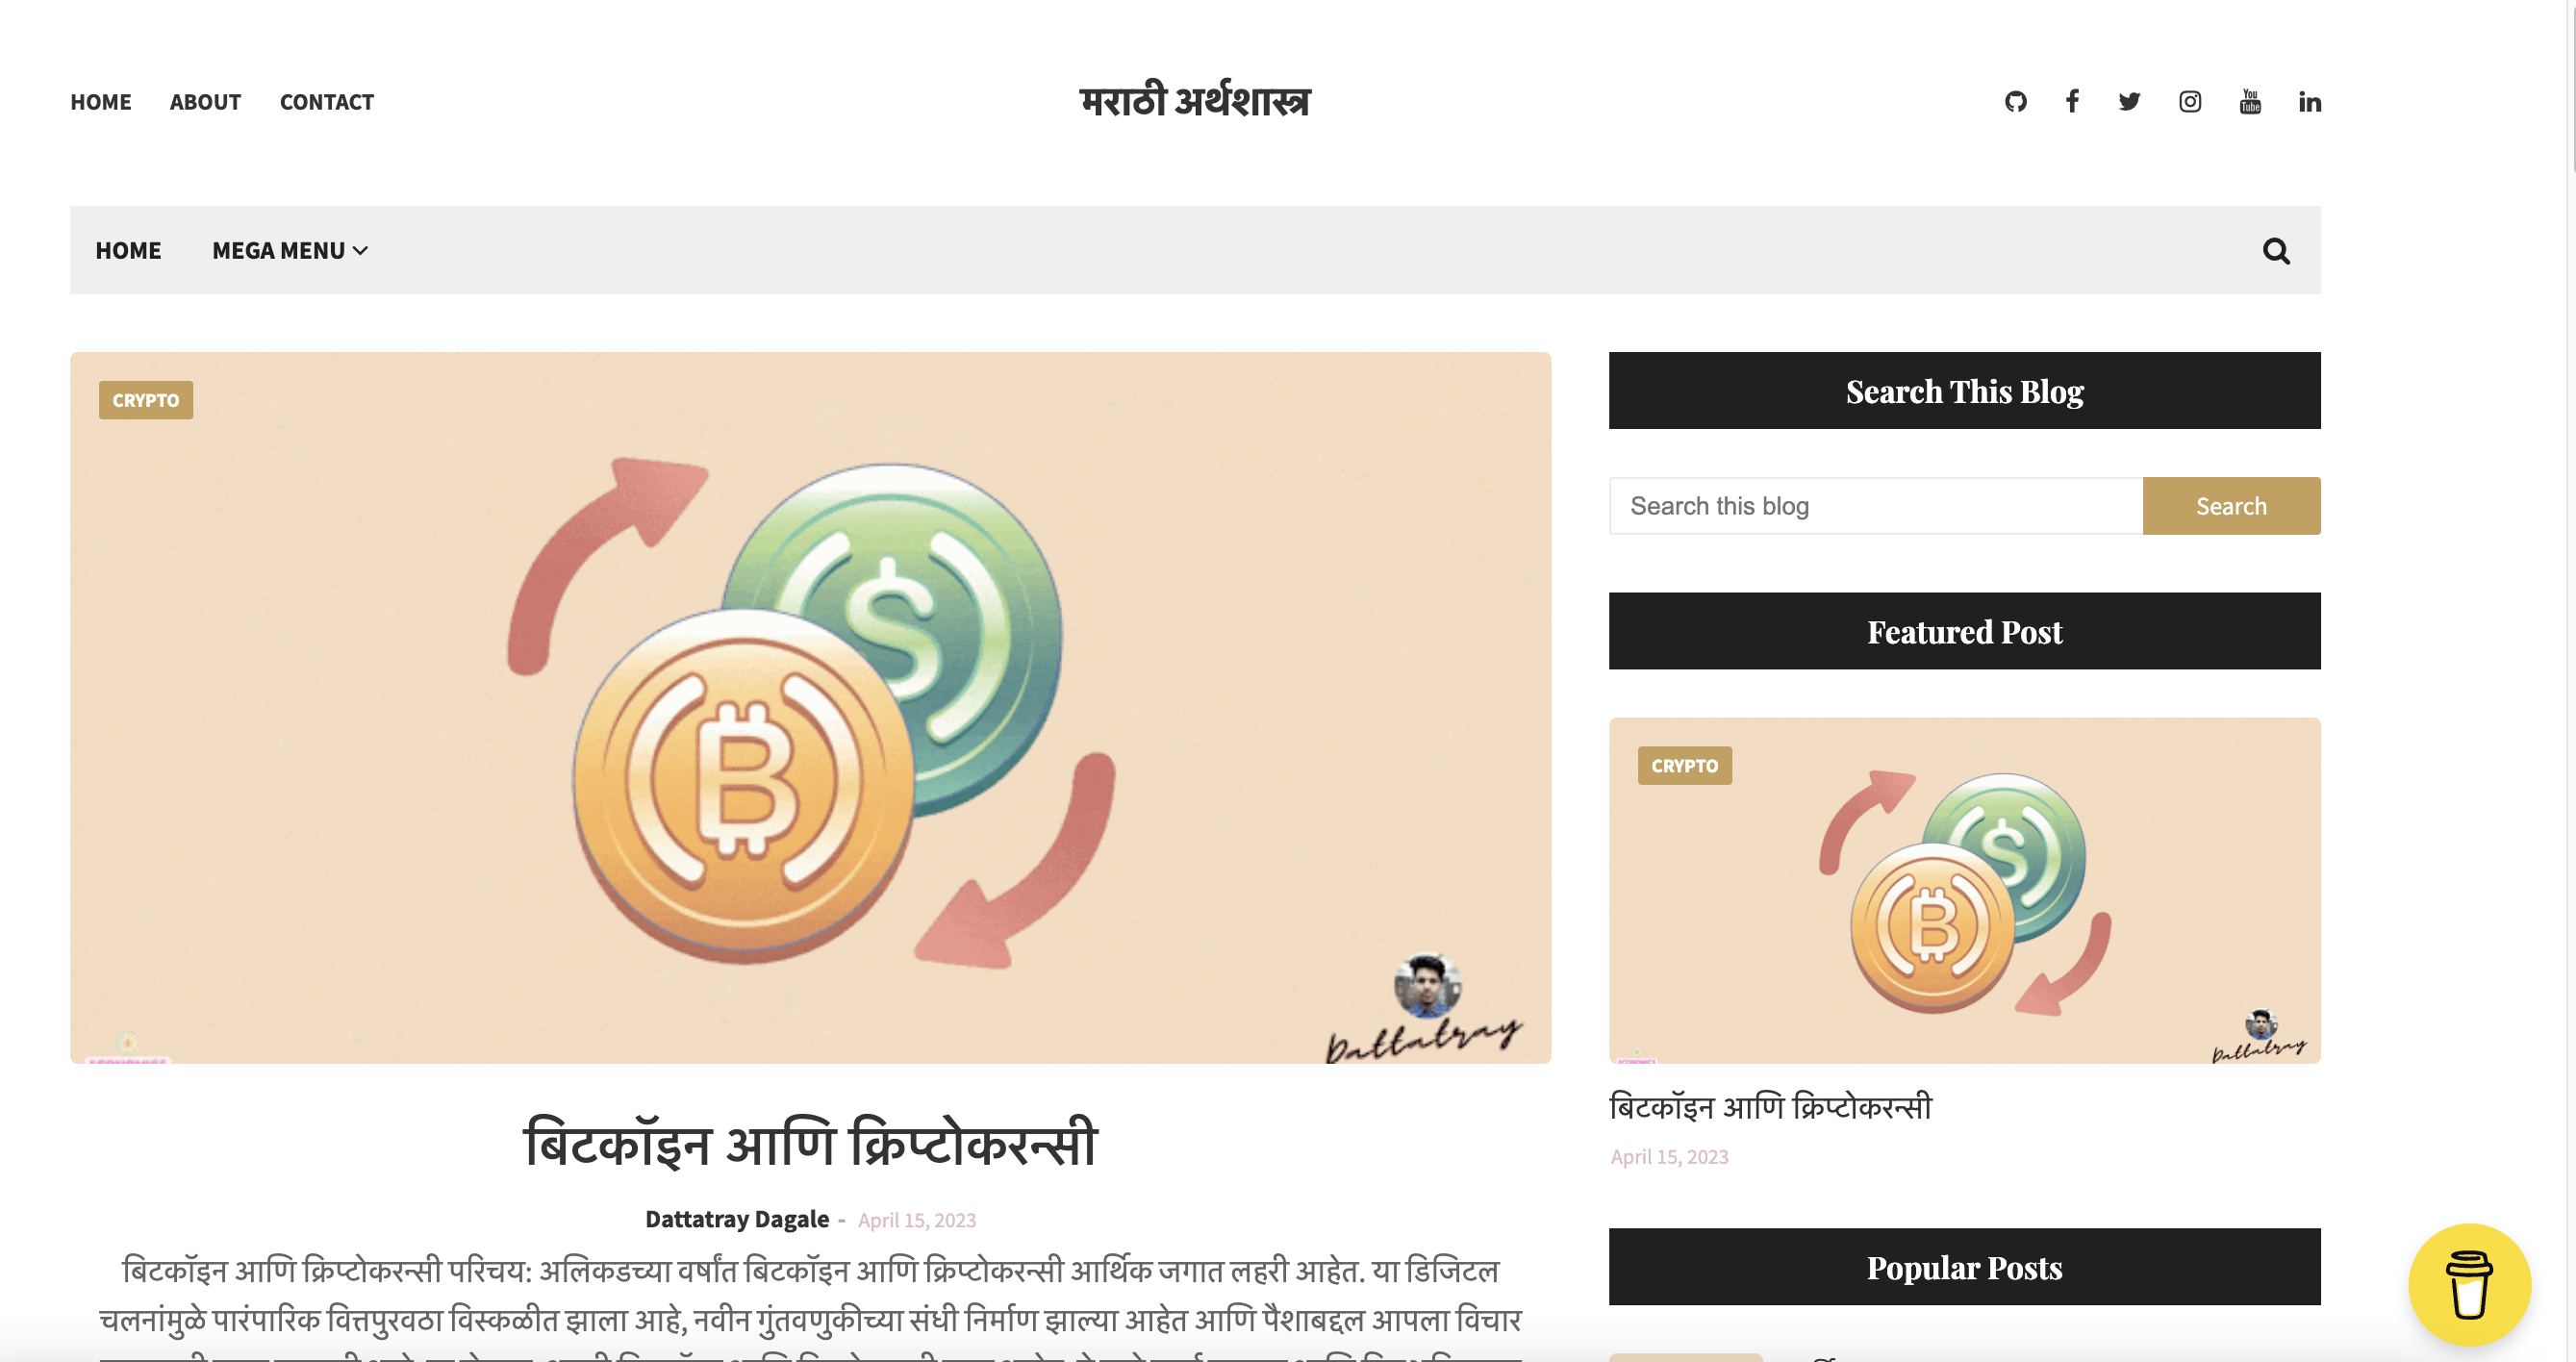 HOME ABOUT CONTACT
मराठी अर्थशास्त्र
HOME MEGA MENU
CRYPTO
Dattatray
ECONOMICS
बिटकॉइन आणि क्रिप्टोकरन्सी
Dattatray Dagale - April 15, 2023
बिटकॉइन आणि क्रिप्टोकरन्सी परिचय: अलिकडच्या वर्षांत बिटकॉइन आणि क्रिप्टोकरन्सी आर्थिक जगात लहरी आहेत. या डिजिटल
चलनांमुळे पारंपारिक वित्तपुरवठा विस्कळीत झाला आहे, नवीन गुंतवणुकीच्या संधी निर्माण झाल्या आहेत आणि पैशाबद्दल आपला विचार
Search This Blog
Search this blog Search
Featured Post
CRYPTO
Dattatray
ECONOMICS
बिटकॉइन आणि क्रिप्टोकरन्सी
April 15, 2023
Popular Posts